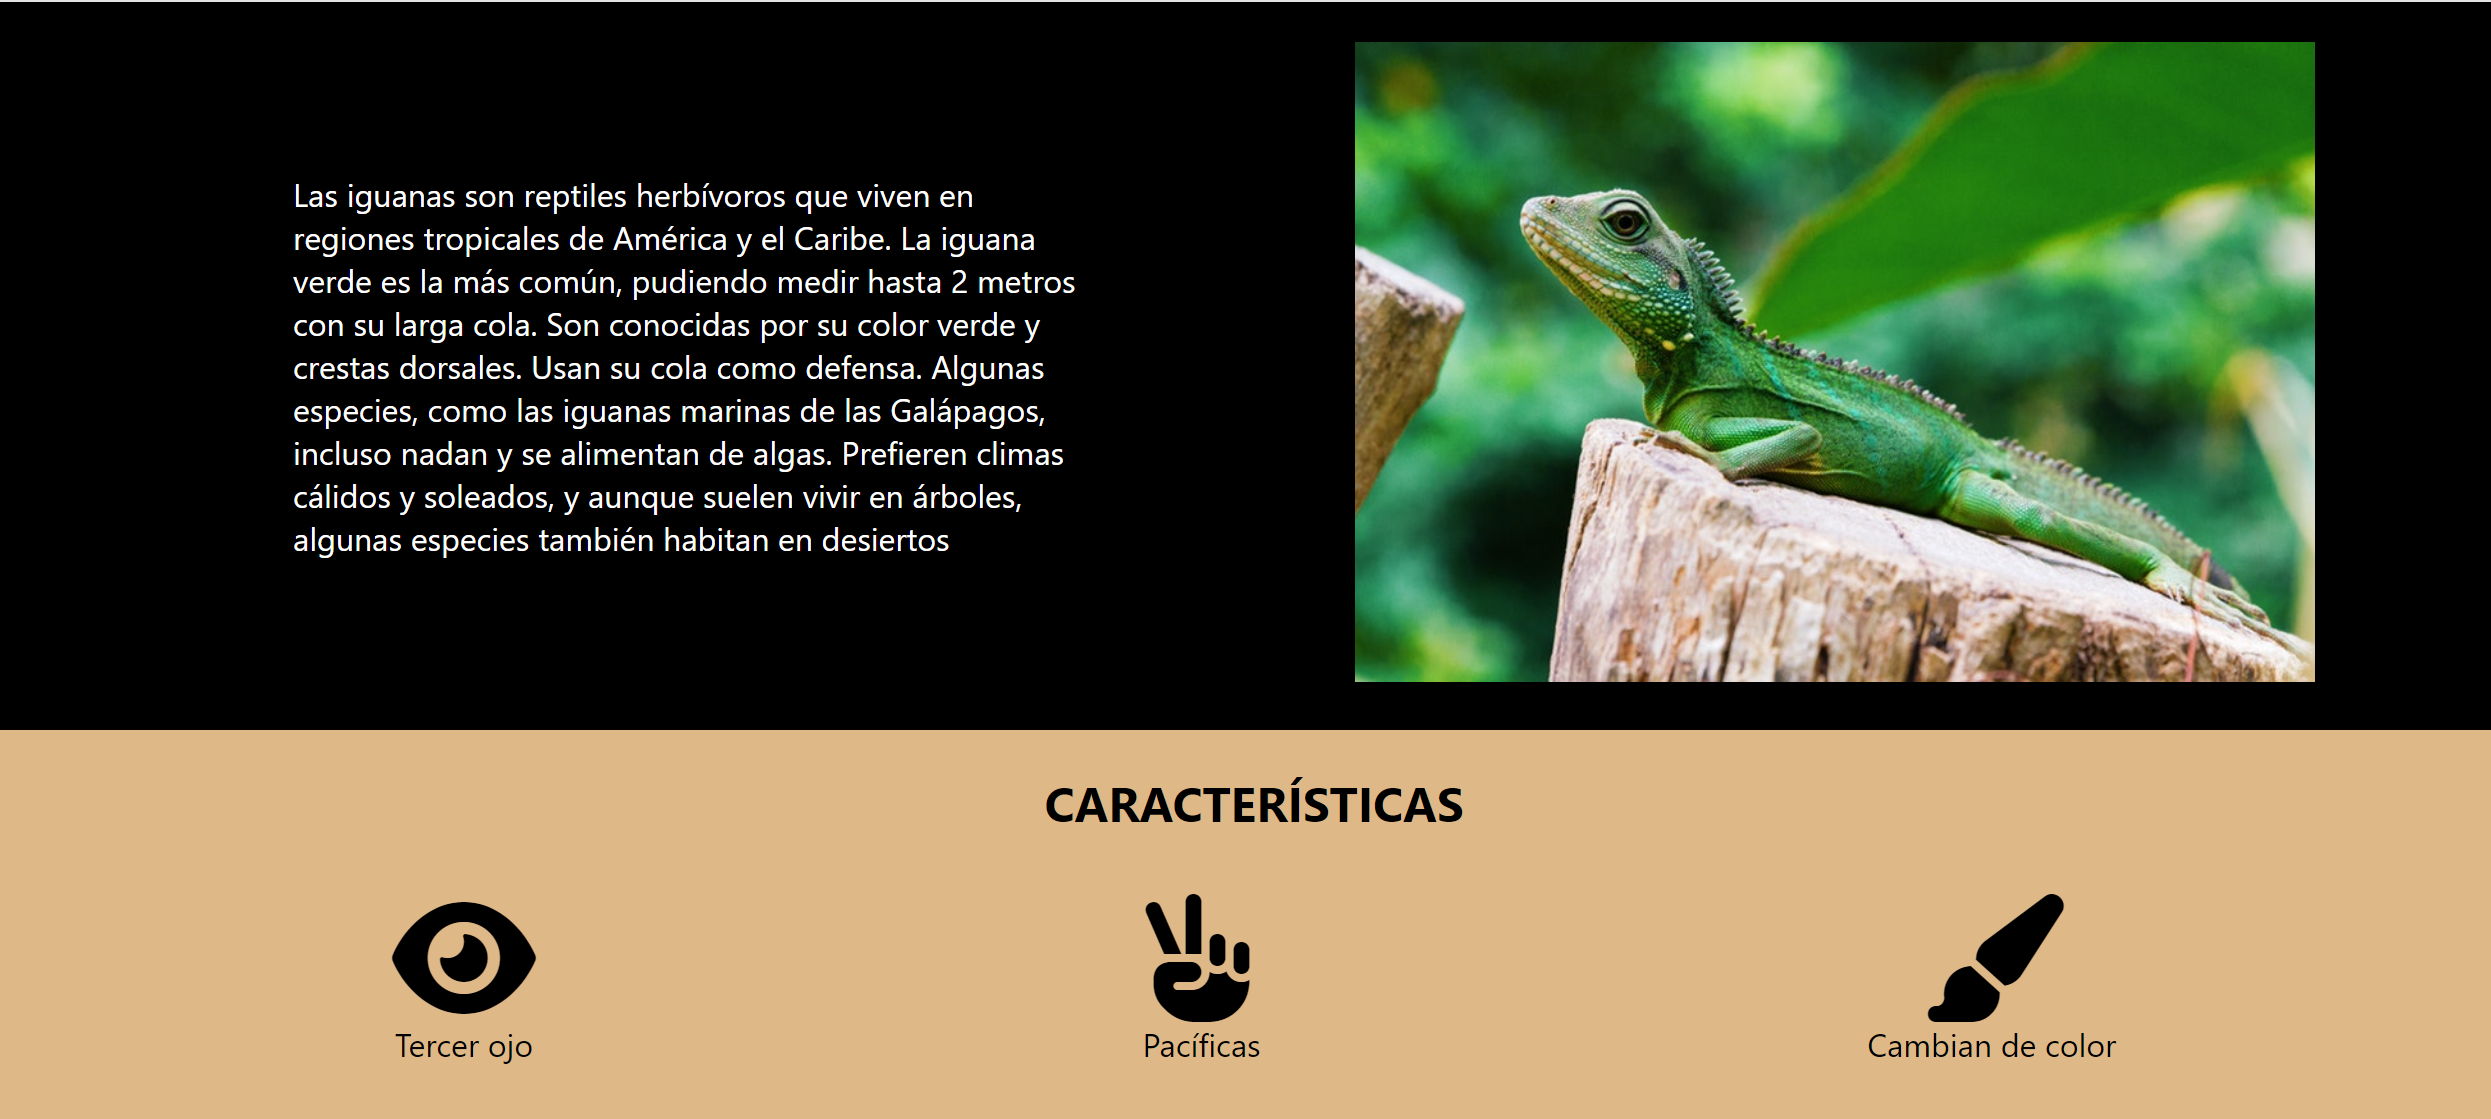 Las iguanas son reptiles herbívoros que viven en
regiones tropicales de América y el Caribe. La iguana
verde es la más común, pudiendo medir hasta 2 metros
con su larga cola. Son conocidas por su color verde y
crestas dorsales. Usan su cola como defensa. Algunas
especies, como las iguanas marinas de las Galápagos,
incluso nadan y se alimentan de algas. Prefieren climas
cálidos y soleados, y aunque suelen vivir en árboles,
algunas especies también habitan en desiertos
CARACTERÍSTICAS
Tercer ojo
Pacíficas
Cambian de color